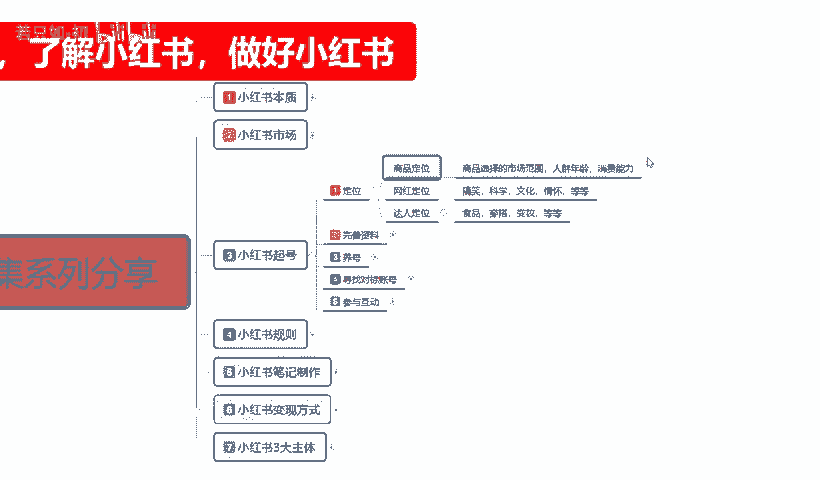 ，了解小红书，做好小红书
1 小红书本质
2 小红书市场
商品定位 商品选择的市场范围，人群年龄，消费能力
1 定位 网红定位 搞笑、科学、文化、情怀、等等
达人定位 食品、穿搭、变妆、等等
2 完善塑料
3 小红书起号
3 养号
4 寻找对标账号
5 参与互动
集系列分享
4 小红书规则
5 小红书笔记制作
6 小红书变现方式
7 小红书3大主体